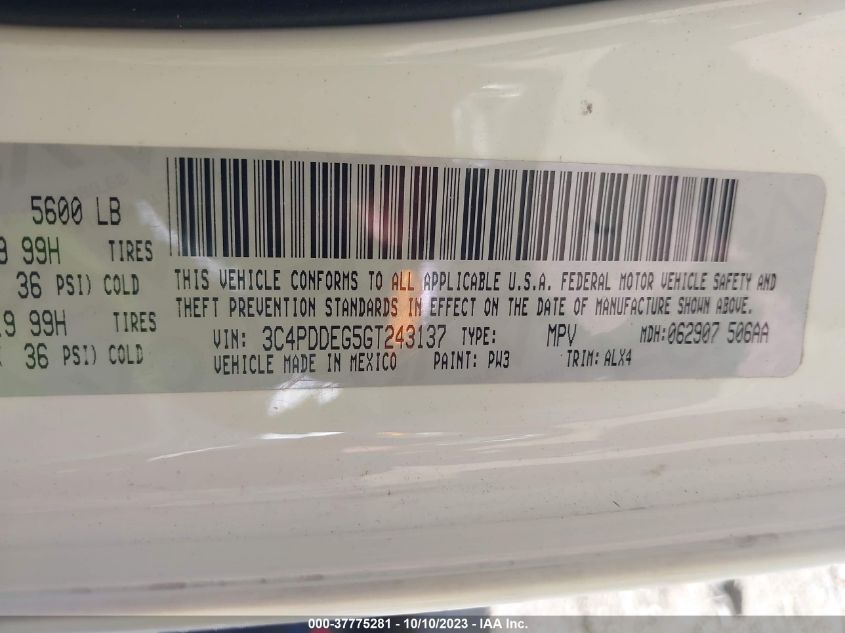 5600 LB
99H TIRES
36 PSI) COLD
19 99H TIRES
36 PSI) COLD
THIS VEHICLE CONFORMS TO ALL APPLICABLE U.S.A. FEDERAL MOTOR VEHICLE SAFETY AND
THEFT PREVENTION STANDARDS IN EFFECT ON THE DATE OF MANUFACTURE SHOWN ABOVE.
VIN: 3C4PDDEG5GT243137 TYPE: MPV MDH:062907 506AA
VEHICLE MADE IN MEXICO PAINT: PW3 TRIM: ALX4
000-37775281 - 10/10/2023 - IAA Inc.